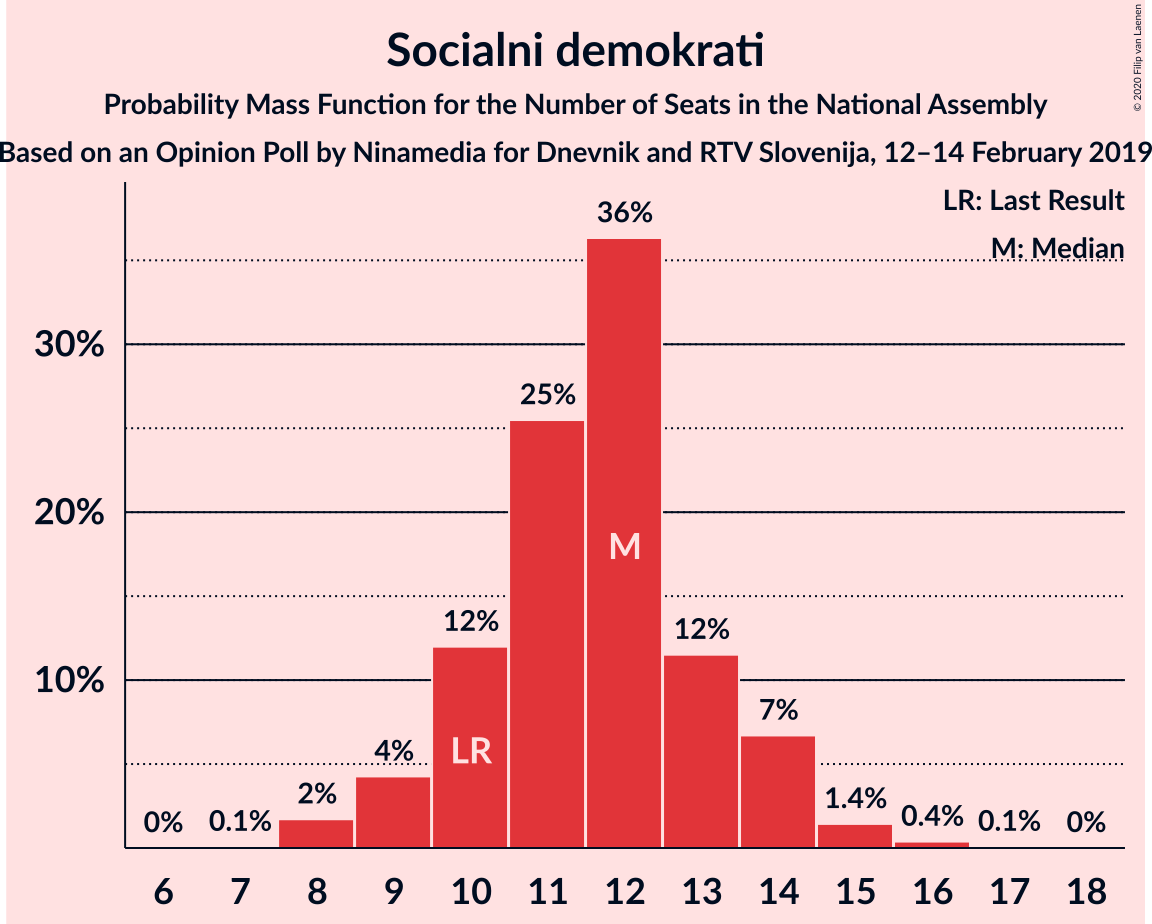 Socialni demokrati
Probability Mass Function for the Number of Seats in the National Assembly
Based on an Opinion Poll by Ninamedia for Dnevnik and RTV Slovenija, 12–14 February 2019
© 2020 Filip van Laenen
LR: Last Result
M: Median
30%
20%
10%
0%
0.1%
2%
4%
12%
25%
36%
12%
7%
1.4%
0.4%
0.1%
0%
LR
M
6 7 8 9 10 11 12 13 14 15 16 17 18